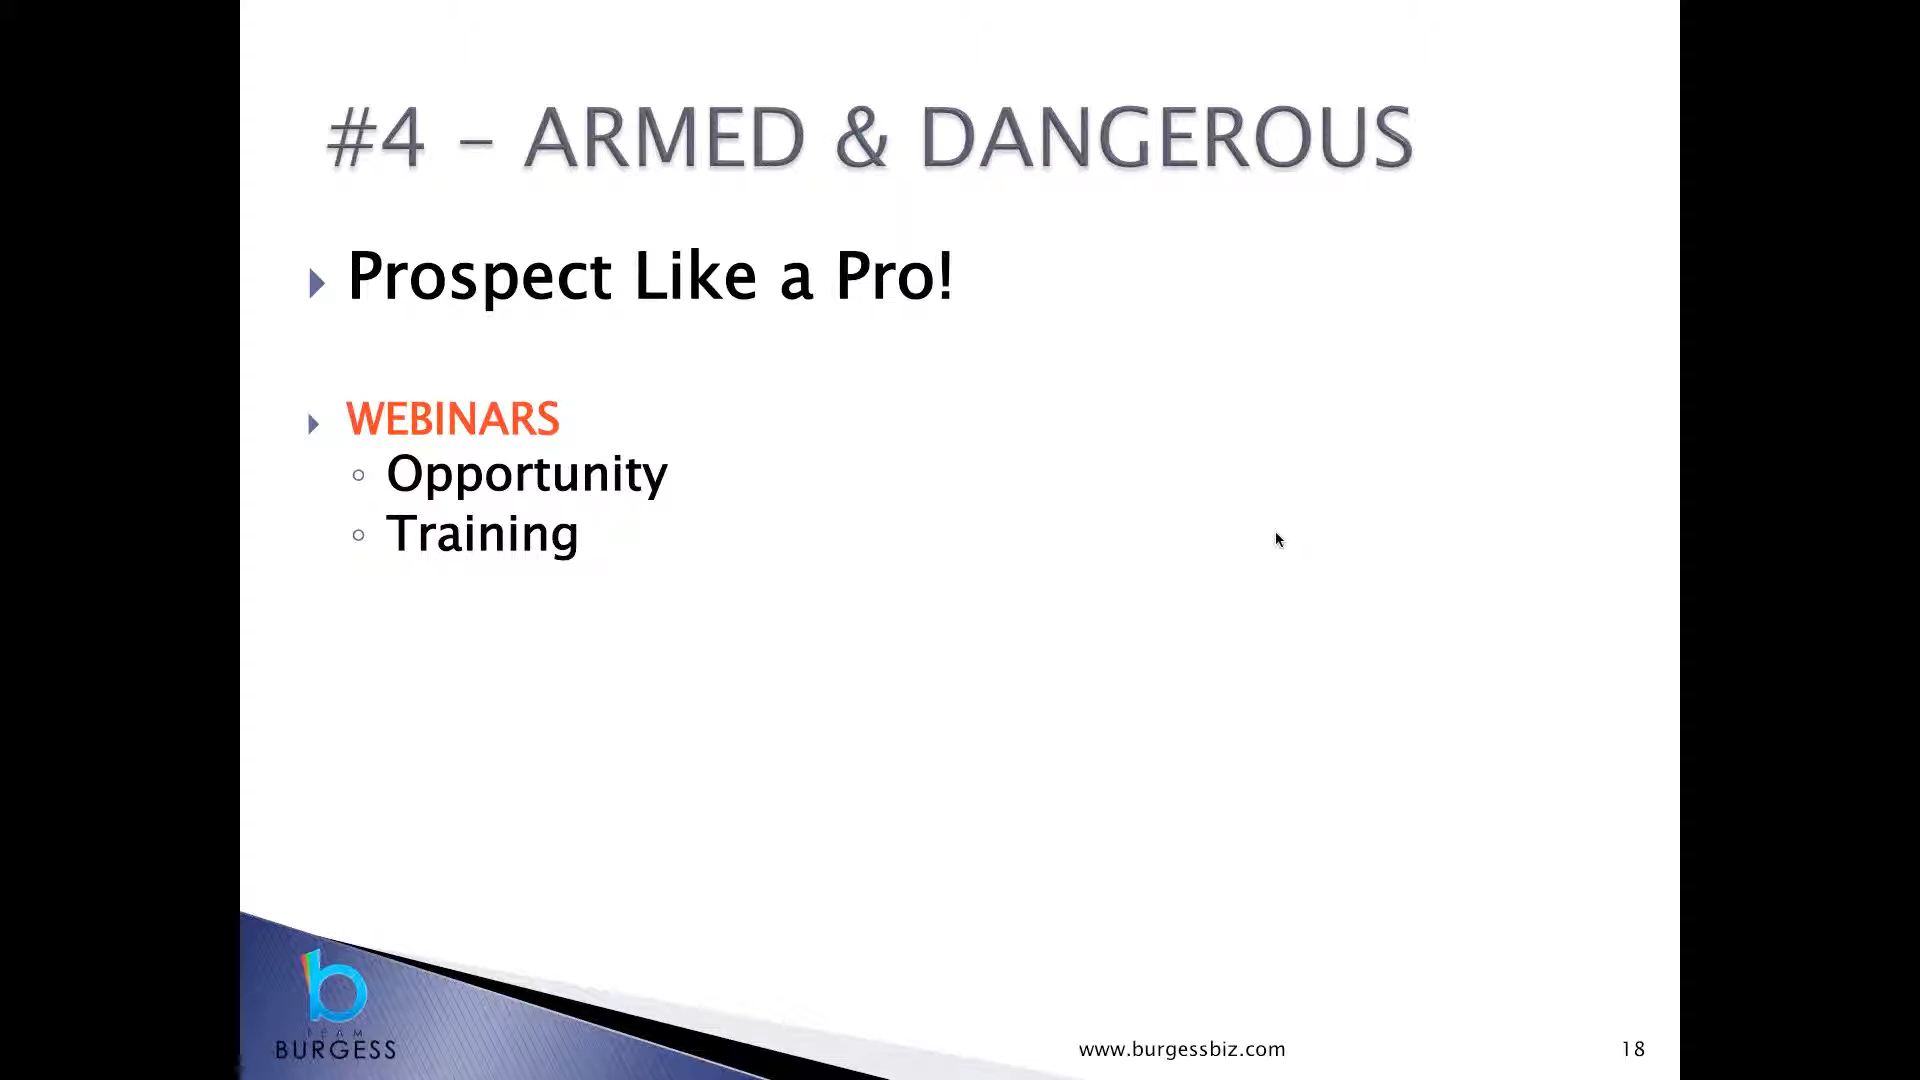 #4 – ARMED & DANGEROUS
Prospect Like a Pro!
WEBINARS
Opportunity
Training
TEAM
BURGESS
www.burgessbiz.com
18